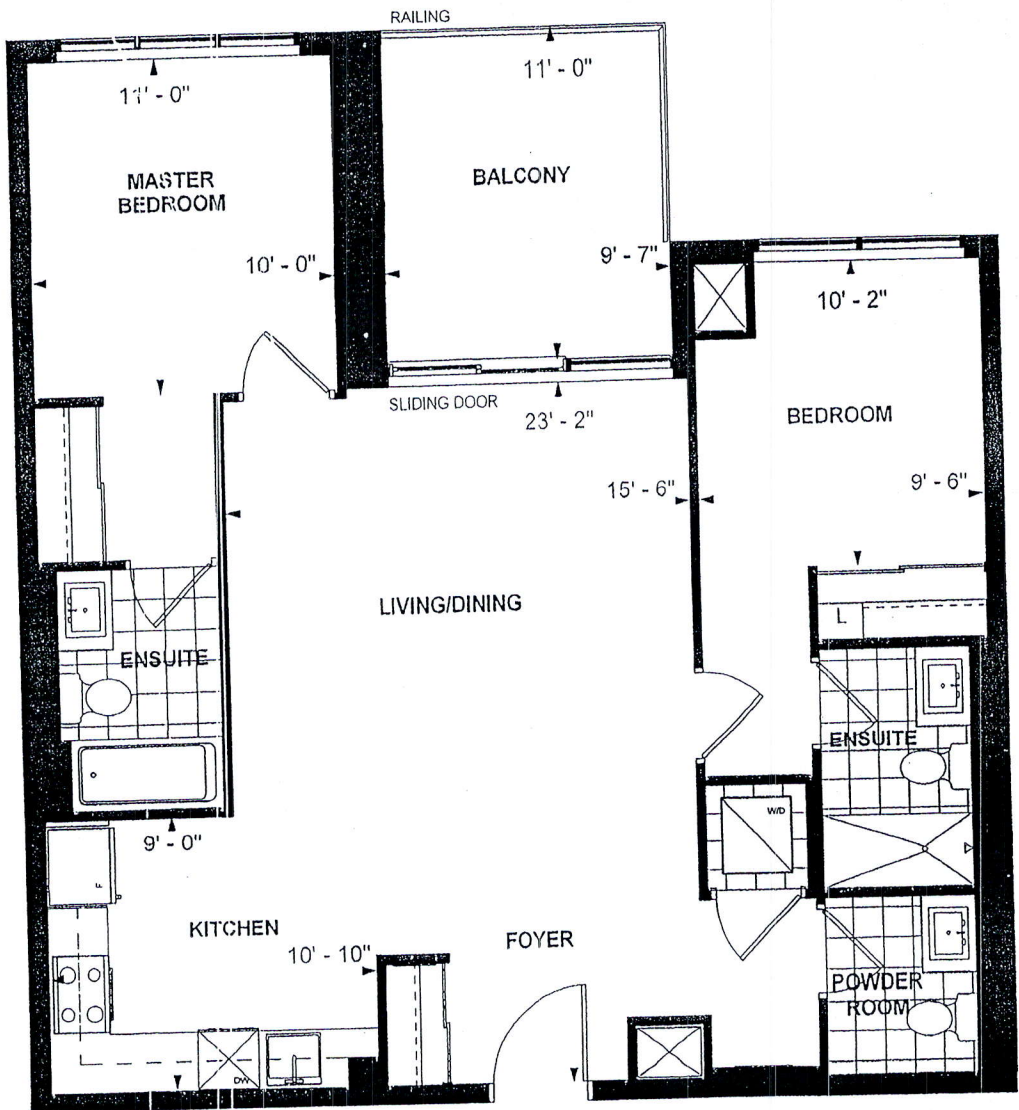 RAILING
11' - 0"
11' - 0"
MASTER
BEDROOM
BALCONY
10' - 0"
9' - 7"
10' - 2"
SLIDING DOOR
23' - 2"
BEDROOM
15' - 6"
9' - 6"
LIVING/DINING
L
ENSUITE
ENSUITE
W/D
9' - 0"
F
KITCHEN
10' - 10"
FOYER
POWDER
ROOM
DW